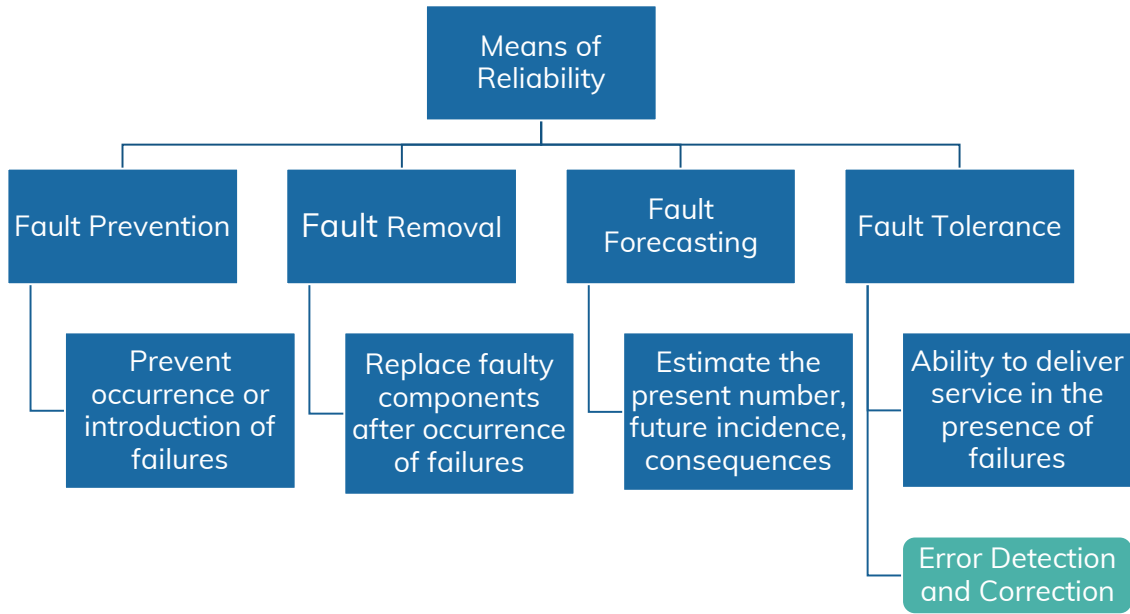 Means of
Reliability
Fault Prevention
Fault Removal
Fault
Forecasting
Fault Tolerance
Prevent
occurrence or
introduction of
failures
Replace faulty
components
after occurrence
of failures
Estimate the
present number,
future incidence,
consequences
Ability to deliver
service in the
presence of
failures
Error Detection
and Correction